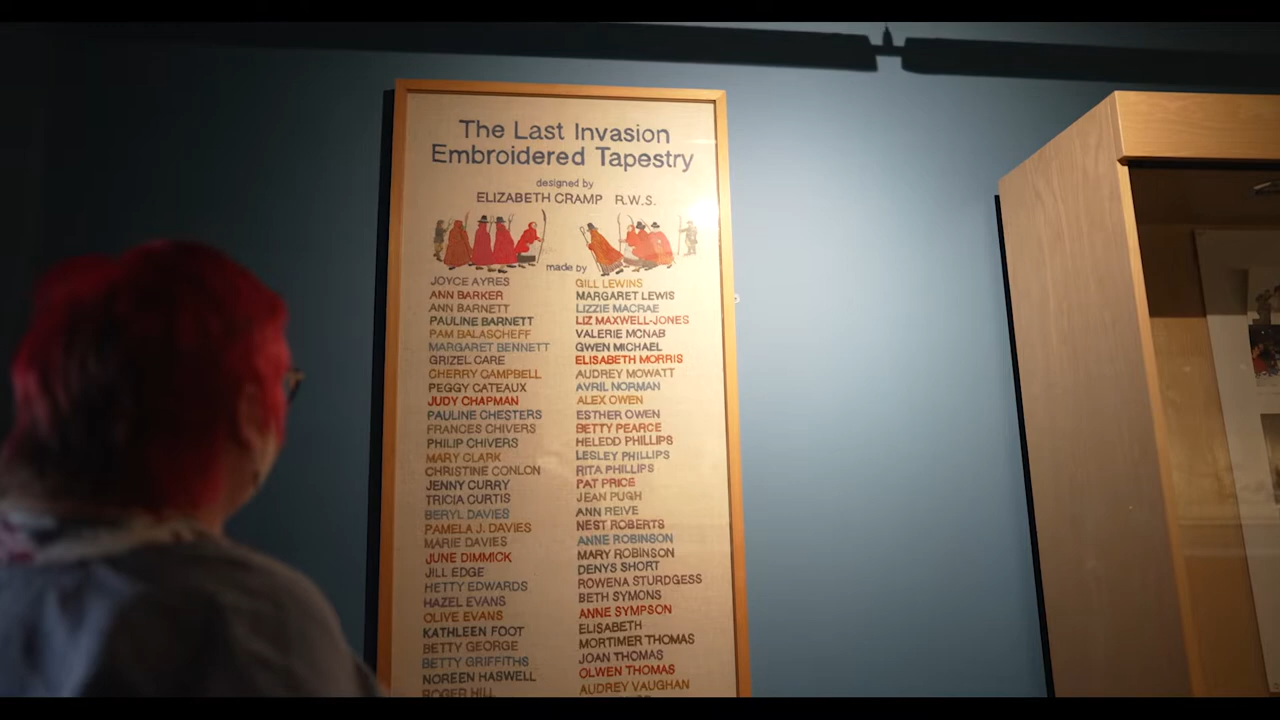 The Last Invasion
Embroidered Tapestry
designed by
ELIZABETH CRAMP R.W.S.
made by
JOYCE AYRES
ANN BARKER
ANN BARNETT
PAULINE BARNETT
PAM BALASCHEFF
MARGARET BENNETT
GRIZEL CARE
CHERRY CAMPBELL
PEGGY CATEAUX
JUDY CHAPMAN
PAULINE CHESTERS
FRANCES CHIVERS
PHILIP CHIVERS
MARY CLARK
CHRISTINE CONLON
JENNY CURRY
TRICIA CURTIS
BERYL DAVIES
PAMELA J. DAVIES
MARIE DAVIES
JUNE DIMMICK
JILL EDGE
HETTY EDWARDS
HAZEL EVANS
OLIVE EVANS
KATHLEEN FOOT
BETTY GEORGE
BETTY GRIFFITHS
NOREEN HASWELL
ROGER HILL
GILL LEWINS
MARGARET LEWIS
LIZZIE MACRAE
LIZ MAXWELL-JONES
VALERIE MCNAB
GWEN MICHAEL
ELISABETH MORRIS
AUDREY MOWATT
AVRIL NORMAN
ALEX OWEN
ESTHER OWEN
BETTY PEARCE
HELEDD PHILLIPS
LESLEY PHILLIPS
RITA PHILLIPS
PAT PRICE
JEAN PUGH
ANN REIVE
NEST ROBERTS
ANNE ROBINSON
MARY ROBINSON
DENYS SHORT
ROWENA STURDGESS
BETH SYMONS
ANNE SYMPSON
ELISABETH
MORTIMER THOMAS
JOAN THOMAS
OLWEN THOMAS
AUDREY VAUGHAN